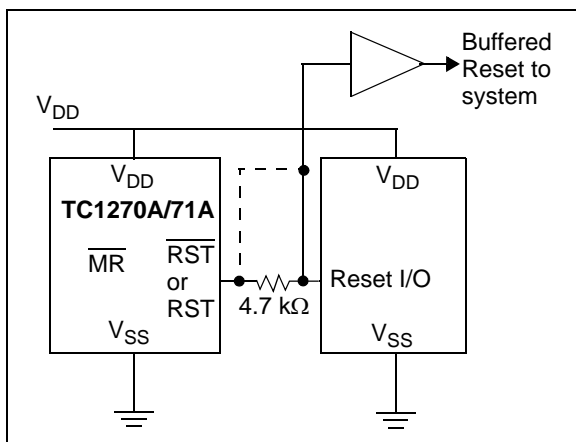 Buffered
Reset to
system
V_DD
V_DD
TC1270A/71A
MR
RST
or
RST
V_SS
4.7 kΩ
V_DD
Reset I/O
V_SS